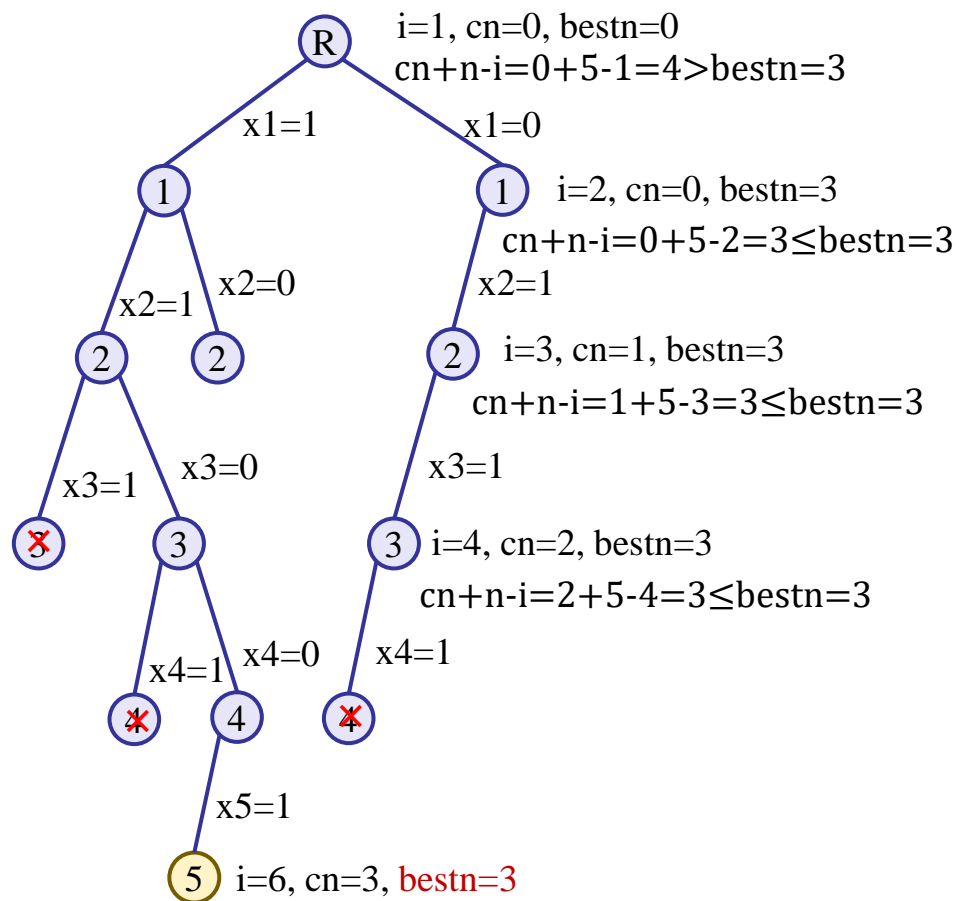 R
i=1, cn=0, bestn=0
cn+n-i=0+5-1=4>bestn=3
x1=1
x1=0
1
1
i=2, cn=0, bestn=3
cn+n-i=0+5-2=3≤bestn=3
x2=1
x2=0
x2=1
2
2
2
i=3, cn=1, bestn=3
cn+n-i=1+5-3=3≤bestn=3
x3=1
x3=0
x3=1
3
3
3
i=4, cn=2, bestn=3
cn+n-i=2+5-4=3≤bestn=3
x4=1
x4=0
x4=1
4
4
4
x5=1
5
i=6, cn=3, bestn=3